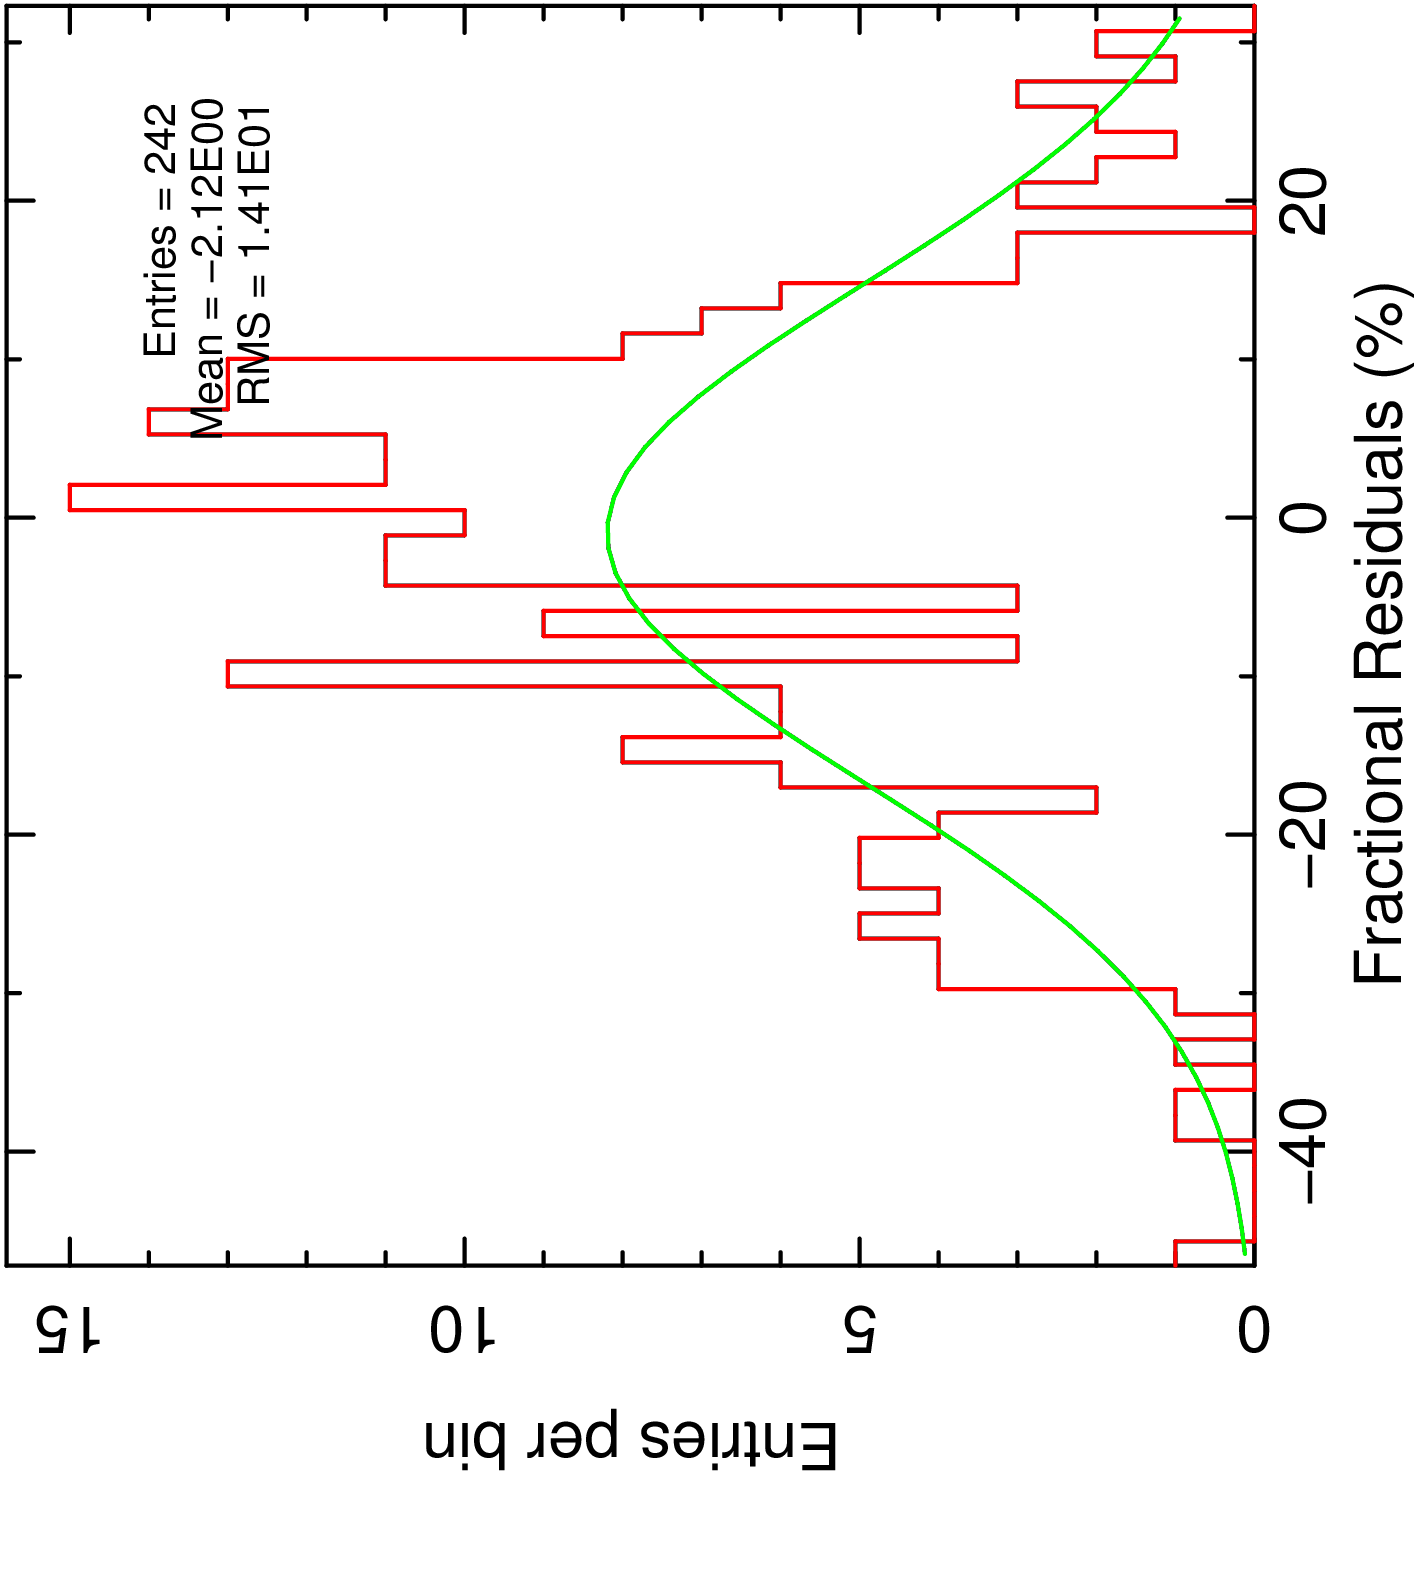 Entries = 242
Mean = −2.12E00
RMS = 1.41E01
15
10
5
0
Entries per bin
−40
−20
0
20
Fractional Residuals (%)